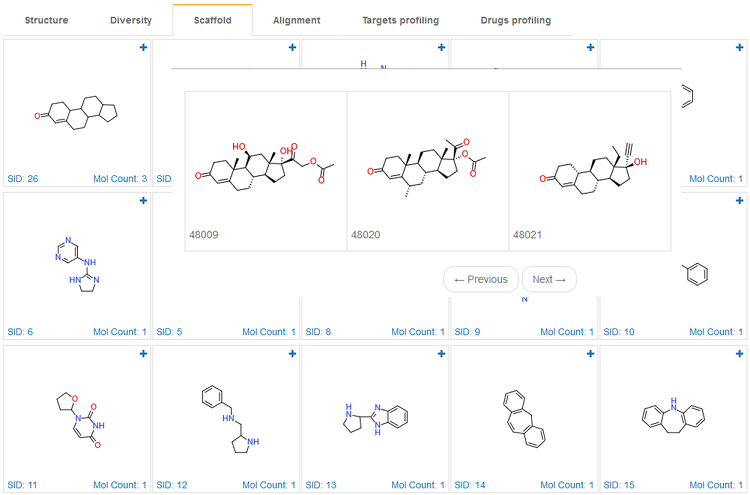 Structure Diversity Scaffold Alignment Targets profiling Drugs profiling
+ + + + +
H
N
O
SID: 26 Mol Count: 3 SID Mol Count: 1
HO OH O O O
O
48009
O O O
O
48020
OH
O
48021
← Previous Next →
+ +
N
N
NH
HN N
N
SID: 6 Mol Count: 1 SID: 5 Mol Count: 1 SID: 8 Mol Count: 1 SID: 9 Mol Count: 1 SID: 10 Mol Count: 1
+ + + + +
O O
N NH
O
HN
NH
H
N N
N
H
H
N
SID: 11 Mol Count: 1 SID: 12 Mol Count: 1 SID: 13 Mol Count: 1 SID: 14 Mol Count: 1 SID: 15 Mol Count: 1